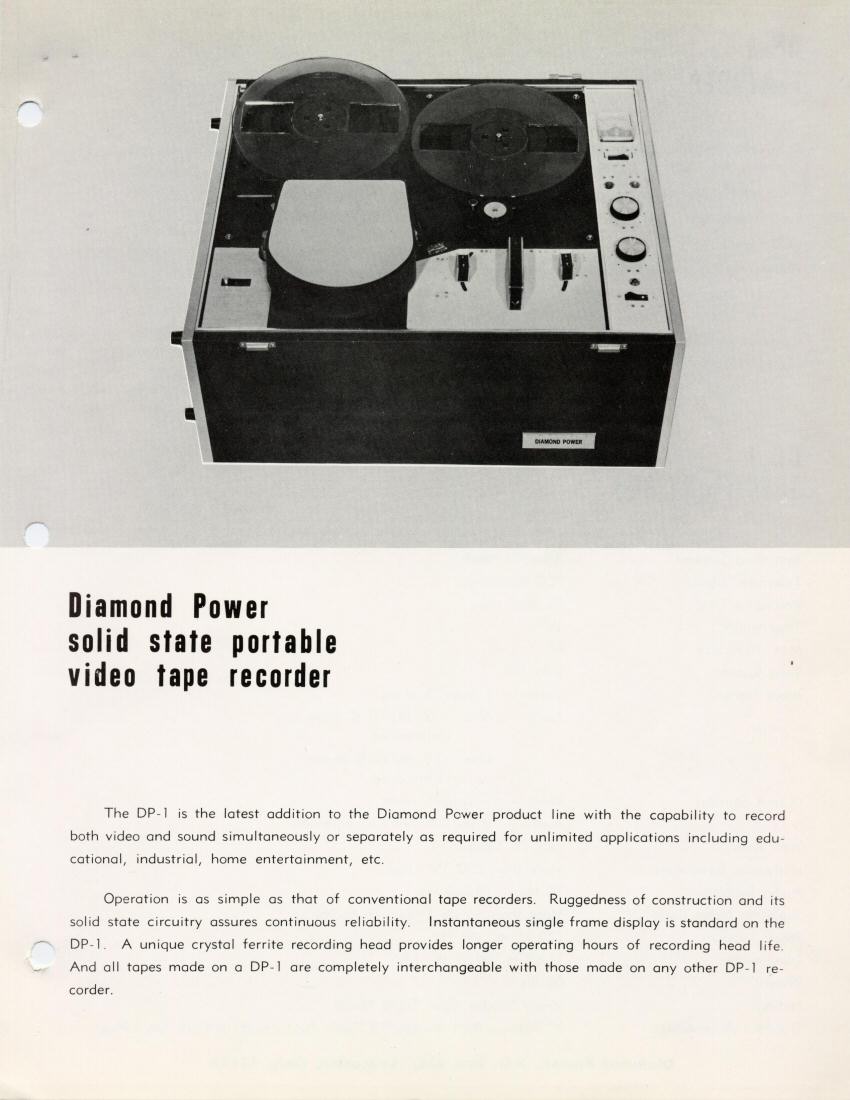 DIAMOND POWER
Diamond Power
solid state portable
video tape recorder
The DP-1 is the latest addition to the Diamond Power product line with the capability to record
both video and sound simultaneously or separately as required for unlimited applications including edu-
cational, industrial, home entertainment, etc.
Operation is as simple as that of conventional tape recorders. Ruggedness of construction and its
solid state circuitry assures continuous reliability. Instantaneous single frame display is standard on the
DP-1. A unique crystal ferrite recording head provides longer operating hours of recording head life.
And all tapes made on a DP-1 are completely interchangeable with those made on any other DP-1 re-
corder.